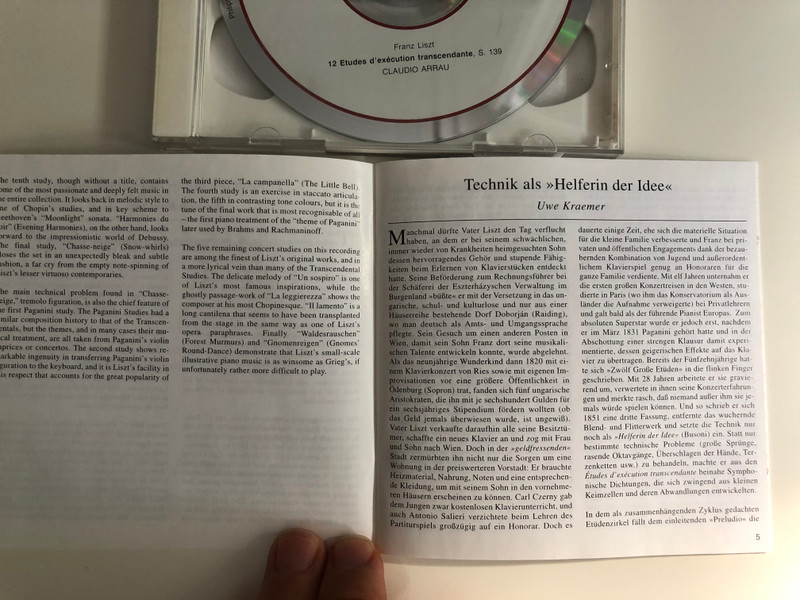 Franz Liszt
12 Etudes d'exécution transcendante, S. 139
CLAUDIO ARRAU
he tenth study, though without a title, contains
ome of the most passionate and deeply felt music in
e entire collection. It looks back in melodic style to
ne of Chopin's studies, and in key scheme to
eethoven's "Moonlight" sonata. "Harmonies du
oir" (Evening Harmonies), on the other hand, looks
orward to the impressionistic world of Debussy.
he final study, "Chasse-neige" (Snow-whirls)
loses the set in an unexpectedly bleak and subtle
ashion, a far cry from the empty note-spinning of
iszt's lesser virtuoso contemporaries.
he main technical problem found in "Chasse-
eige," tremolo figuration, is also the chief feature of
he first Paganini study. The Paganini Studies had a
milar composition history to that of the Transcen-
entals, but the themes, and in many cases their mu-
ical treatment, are all taken from Paganini's violin
aprices or concertos. The second study shows re-
arkable ingenuity in transferring Paganini's violin
guration to the keyboard, and it is Liszt's facility in
is respect that accounts for the great popularity of
the third piece, "La campanella" (The Little Bell).
The fourth study is an exercise in staccato articula-
tion, the fifth in contrasting tone colours, but it is the
tune of the final work that is most recognisable of all
– the first piano treatment of the "theme of Paganini"
later used by Brahms and Rachmaninoff.
The five remaining concert studies on this recording
are among the finest of Liszt's original works, and in
a more lyrical vein than many of the Transcendental
Studies. The delicate melody of "Un sospiro" is one
of Liszt's most famous inspirations, while the
ghostly passage-work of "La leggierezza" shows the
composer at his most Chopinesque. "Il lamento" is a
long cantilena that seems to have been transplanted
from the stage in the same way as one of Liszt's
opera paraphrases. Finally "Waldesrauschen"
(Forest Murmurs) and "Gnomenreigen" (Gnomes'
Round-Dance) demonstrate that Liszt's small-scale
illustrative piano music is as winsome as Grieg's, if
unfortunately rather more difficult to play.
Technik als »Helferin der Idee«
Uwe Kraemer
Manchmal dürfte Vater Liszt den Tag verflucht
haben, an dem er bei seinem schwächlichen,
immer wieder von Krankheiten heimgesuchten Sohn
dessen hervorragendes Gehör und stupende Fähig-
keiten beim Erlernen von Klavierstücken entdeckt
hatte. Seine Beförderung zum Rechnungsführer bei
der Schäferei der Eszterházyschen Verwaltung im
Burgenland »büßte« er mit der Versetzung in das un-
garische, schul- und kulturlose und nur aus einer
Häuserreihe bestehende Dorf Doborján (Raiding),
wo man deutsch als Amts- und Umgangssprache
pflegte. Sein Gesuch um einen anderen Posten in
Wien, damit sein Sohn Franz dort seine musikali-
schen Talente entwickeln konnte, wurde abgelehnt.
Als das neunjährige Wunderkind dann 1820 mit ei-
nem Klavierkonzert von Ries sowie mit eigenen Im-
provisationen vor eine größere Öffentlichkeit in
Ödenburg (Sopron) trat, fanden sich fünf ungarische
Aristokraten, die ihn mit je sechshundert Gulden für
ein sechsjähriges Stipendium fördern wollten (ob
das Geld jemals überwiesen wurde, ist ungewiß).
Vater Liszt verkaufte daraufhin alle seine Besitztü-
mer, schaffte ein neues Klavier an und zog mit Frau
und Sohn nach Wien. Doch in der »geldfressenden«
Stadt zermürbten ihn nicht nur die Sorgen um eine
Wohnung in der preiswerteren Vorstadt: Er brauchte
Heizmaterial, Nahrung, Noten und eine entsprechen-
de Kleidung, um mit seinem Sohn in den vornehme-
ren Häusern erscheinen zu können. Carl Czerny gab
dem Jungen zwar kostenlosen Klavierunterricht, und
auch Antonio Salieri verzichtete beim Lehren des
Partiturspiels großzügig auf ein Honorar. Doch es
dauerte einige Zeit, ehe sich die materielle Situation
für die kleine Familie verbesserte und Franz bei pri-
vaten und öffentlichen Engagements dank der bezau-
bernden Kombination von Jugend und außerordent-
lichem Klavierspiel genug an Honoraren für die
ganze Familie verdiente. Mit elf Jahren unternahm er
die ersten großen Konzertreisen in den Westen, stu-
dierte in Paris (wo ihm das Konservatorium als Aus-
länder die Aufnahme verweigerte) bei Privatlehrern
und galt bald als der führende Pianist Europas. Zum
absoluten Superstar wurde er jedoch erst, nachdem
er im März 1831 Paganini gehört hatte und in der
Abschottung einer strengen Klausur damit experi-
mentierte, dessen geigerischen Effekte auf das Kla-
vier zu übertragen. Bereits der Fünfzehnjährige hat-
te sich »Zwölf Große Etüden« in die flinken Finger
geschrieben. Mit 28 Jahren arbeitete er sie gravie-
rend um, verwertete in ihnen seine Konzerterfahrun-
gen und merkte rasch, daß niemand außer ihm sie je-
mals würde spielen können. Und so schrieb er sich
1851 eine dritte Fassung, entfernte das wuchernde
Blend- und Flitterwerk und setzte die Technik nur
noch als »Helferin der Idee« (Busoni) ein. Statt nur
bestimmte technische Probleme (große Sprünge,
rasende Oktavgänge, Überschlagen der Hände, Ter-
zenketten usw.) zu behandeln, machte er aus den
Etudes d'exécution transcendante beinahe Sympho-
nische Dichtungen, die sich zwingend aus kleinen
Keimzellen und deren Abwandlungen entwickelten.
In dem als zusammenhängenden Zyklus gedachten
Etüdenzirkel fällt dem einleitenden »Preludio« die
5